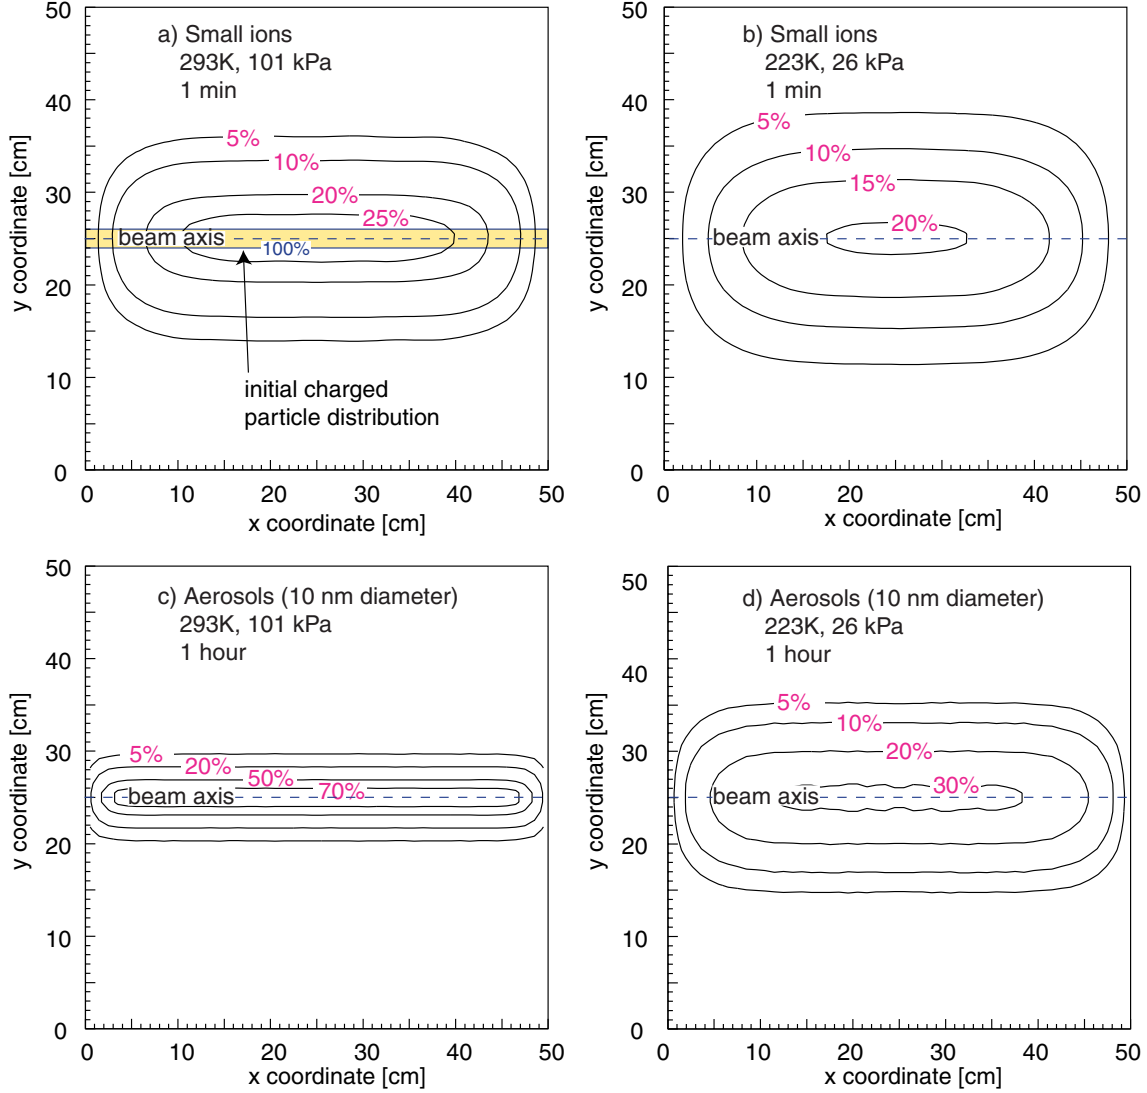 a) Small ions
293K, 101 kPa
1 min
50
40
30
20
10
0
y coordinate [cm]
5%
10%
20%
25%
beam axis
100%
initial charged
particle distribution
0
10
20
30
40
50
x coordinate [cm]
b) Small ions
223K, 26 kPa
1 min
50
40
30
20
10
0
y coordinate [cm]
5%
10%
15%
20%
beam axis
0
10
20
30
40
50
x coordinate [cm]
c) Aerosols (10 nm diameter)
293K, 101 kPa
1 hour
50
40
30
20
10
0
y coordinate [cm]
5%
20%
50%
70%
beam axis
0
10
20
30
40
50
x coordinate [cm]
d) Aerosols (10 nm diameter)
223K, 26 kPa
1 hour
50
40
30
20
10
0
y coordinate [cm]
5%
10%
20%
30%
beam axis
0
10
20
30
40
50
x coordinate [cm]